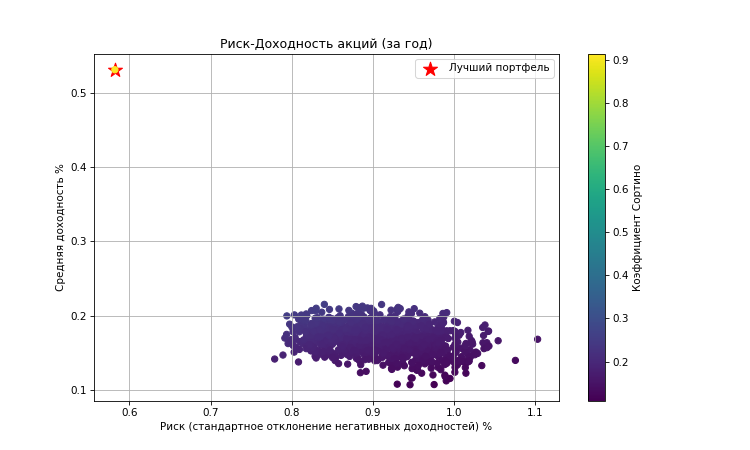 Риск-Доходность акций (за год)
Лучший портфель
Средняя доходность %
0.5
0.4
0.3
0.2
0.1
0.6 0.7 0.8 0.9 1.0 1.1
Риск (стандартное отклонение негативных доходностей) %
0.9
0.8
0.7
0.6
0.5
0.4
0.3
0.2
Коэффициент Сортино